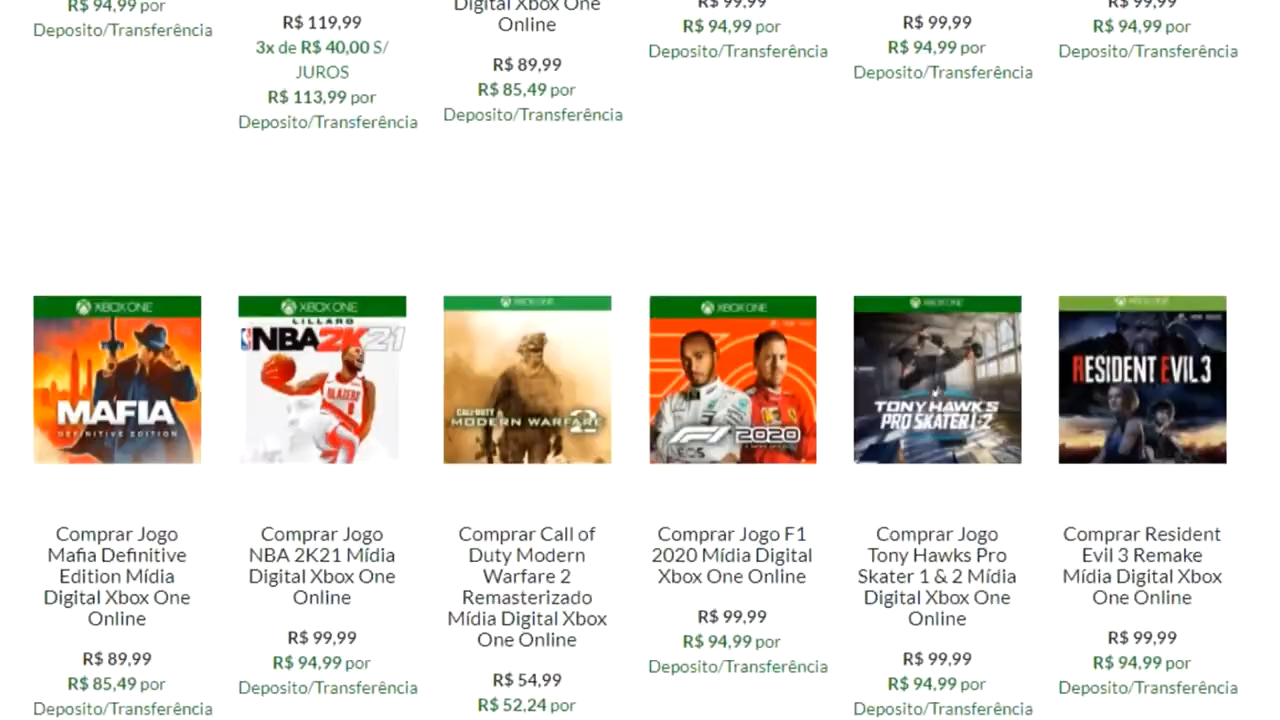 R$ 94,99 por
Deposito/Transferência
R$ 119,99
3x de R$ 40,00 S/
JUROS
R$ 113,99 por
Deposito/Transferência
Digital Xbox One
Online
R$ 89,99
R$ 85,49 por
Deposito/Transferência
R$ 99,99
R$ 94,99 por
Deposito/Transferência
R$ 99,99
R$ 94,99 por
Deposito/Transferência
R$ 99,99
R$ 94,99 por
Deposito/Transferência
XBOX ONE
MAFIA
DEFINITIVE EDITION
Comprar Jogo
Mafia Definitive
Edition Mídia
Digital Xbox One
Online
R$ 89,99
R$ 85,49 por
Deposito/Transferência
XBOX ONE
LILLARD
NBA 2K21
BLAZERS
Comprar Jogo
NBA 2K21 Mídia
Digital Xbox One
Online
R$ 99,99
R$ 94,99 por
Deposito/Transferência
XBOX ONE
CALL OF DUTY
MODERN WARFARE 2
Comprar Call of
Duty Modern
Warfare 2
Remasterizado
Mídia Digital Xbox
One Online
R$ 54,99
R$ 52,24 por
XBOX ONE
F1 2020
Comprar Jogo F1
2020 Mídia Digital
Xbox One Online
R$ 99,99
R$ 94,99 por
Deposito/Transferência
XBOX ONE
TONY HAWK'S
PRO SKATER 1+2
Comprar Jogo
Tony Hawks Pro
Skater 1 & 2 Mídia
Digital Xbox One
Online
R$ 99,99
R$ 94,99 por
Deposito/Transferência
XBOX ONE
RESIDENT EVIL 3
Comprar Resident
Evil 3 Remake
Mídia Digital Xbox
One Online
R$ 99,99
R$ 94,99 por
Deposito/Transferência